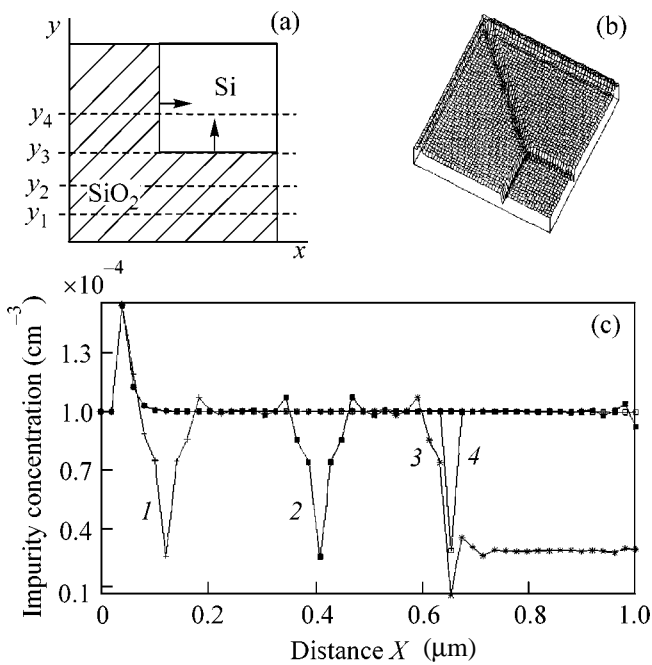 (a)
(b)
y
Si
y₄
y₃
y₂
SiO₂
y₁
x
×10⁻⁴
(c)
Impurity concentration (cm⁻³)
1.3
1.0
0.7
0.4
0.1
1
2
3
4
0
0.2
0.4
0.6
0.8
1.0
Distance X (μm)